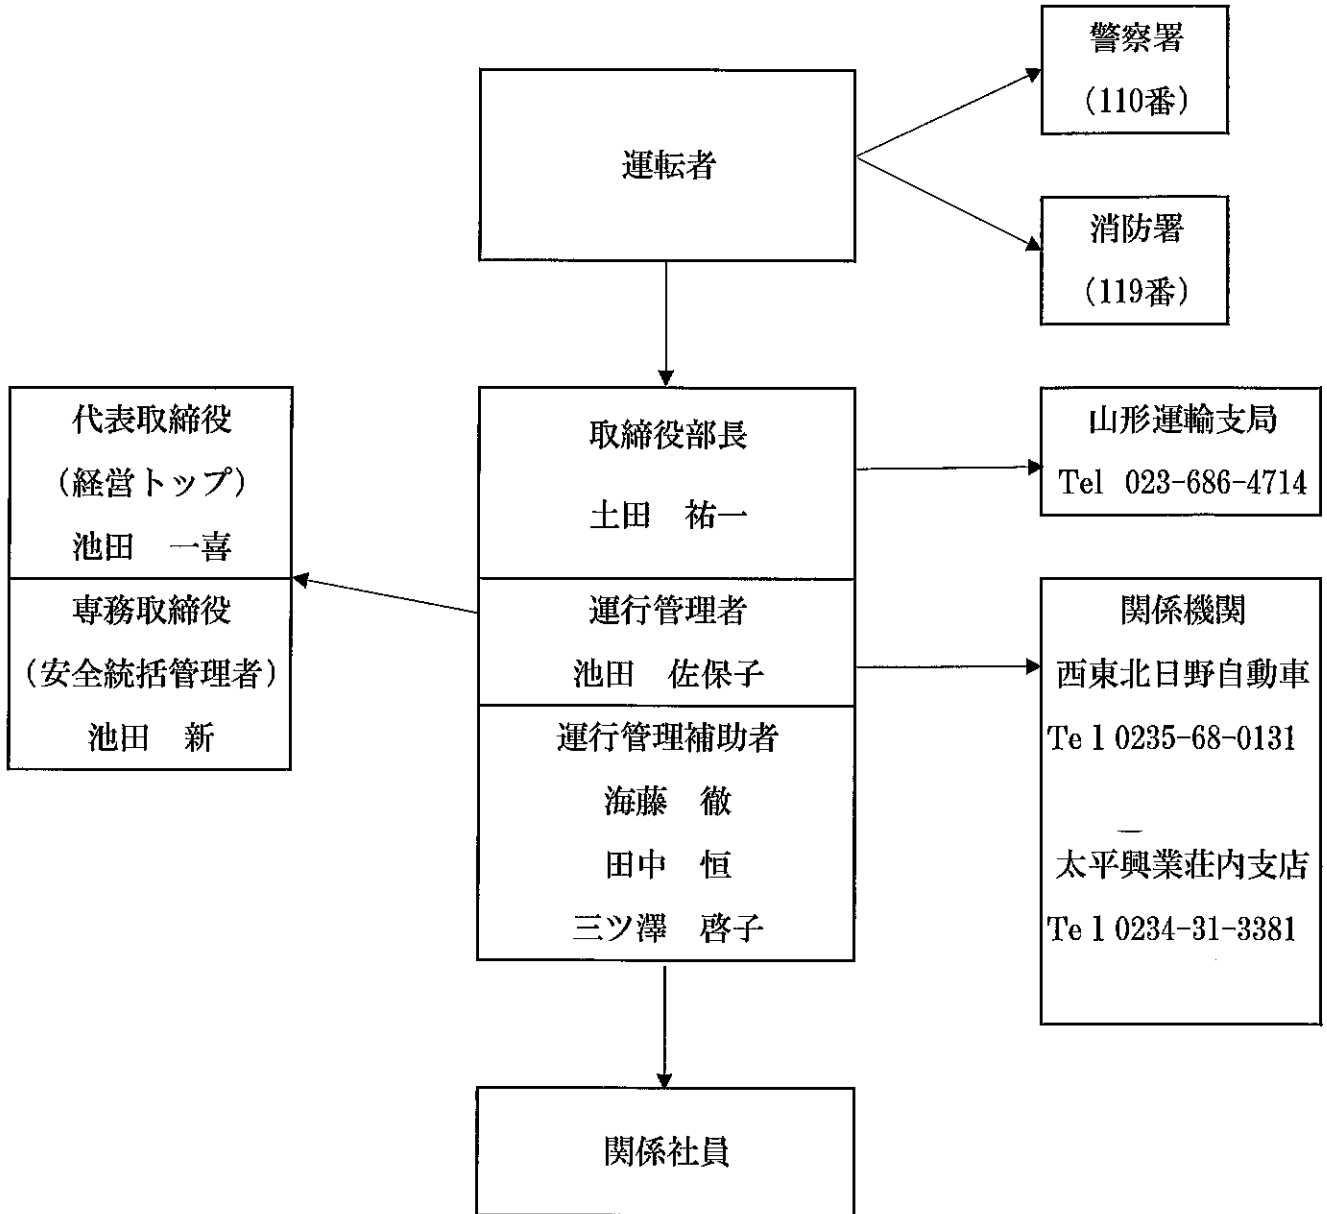 運転者
警察署
(110番)
消防署
(119番)
代表取締役
(経営トップ)
池田　一喜
専務取締役
(安全統括管理者)
池田　新
取締役部長
土田　祐一
運行管理者
池田　佐保子
運行管理補助者
海藤　徹
田中　恒
三ツ澤　啓子
山形運輸支局
Tel 023-686-4714
関係機関
西東北日野自動車
Tel 0235-68-0131
太平興業荘内支店
Tel 0234-31-3381
関係社員